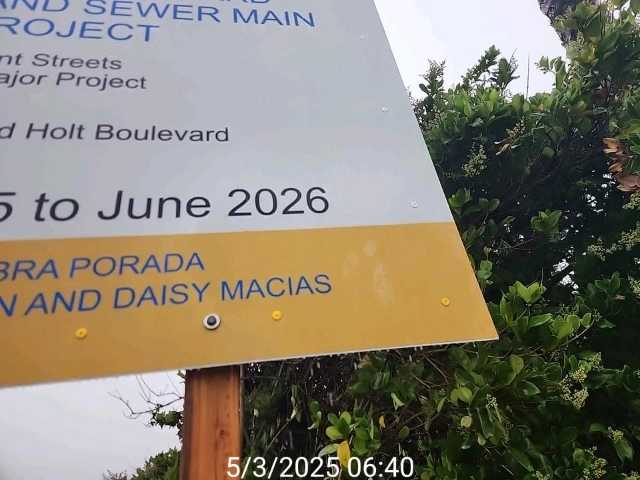 AND SEWER MAIN
ROJECT
nt Streets
ajor Project
d Holt Boulevard
5 to June 2026
BRA PORADA
N AND DAISY MACIAS
5/3/2025 06:40